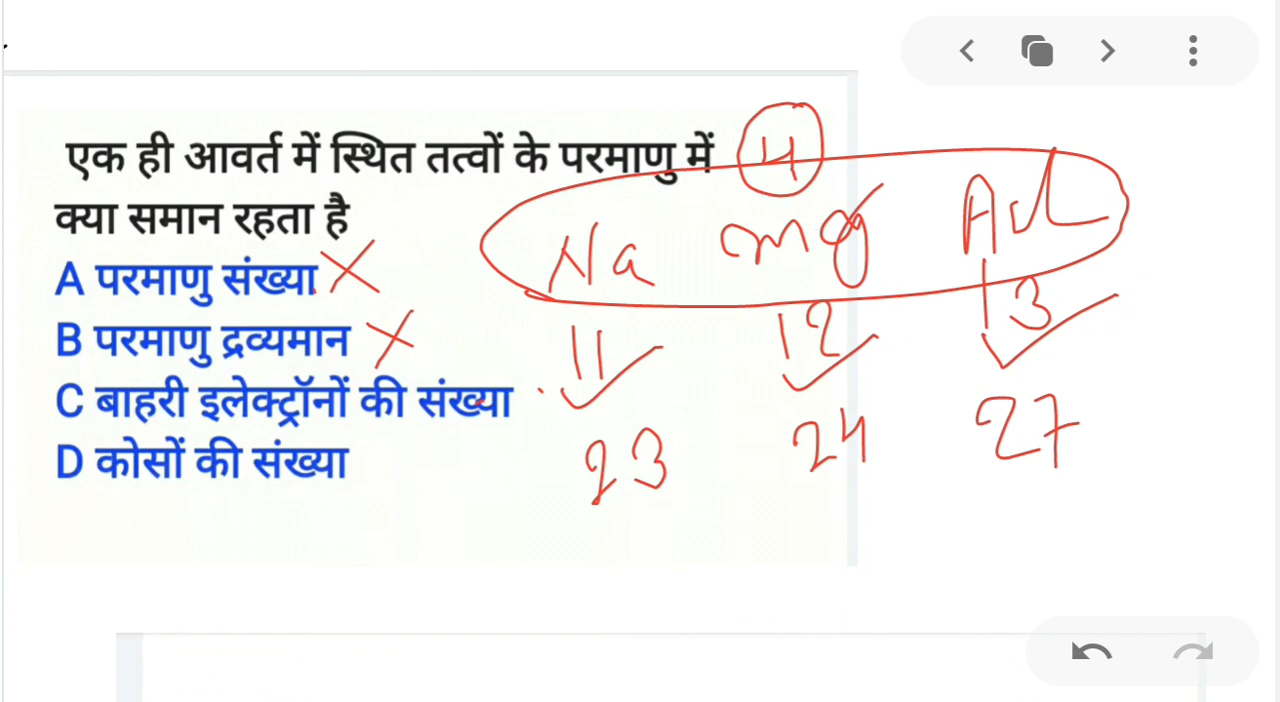 एक ही आवर्त में स्थित तत्वों के परमाणु में
क्या समान रहता है
A परमाणु संख्या
B परमाणु द्रव्यमान
C बाहरी इलेक्ट्रॉनों की संख्या
D कोसों की संख्या
Na mg Al
11 12 13
23 24 27